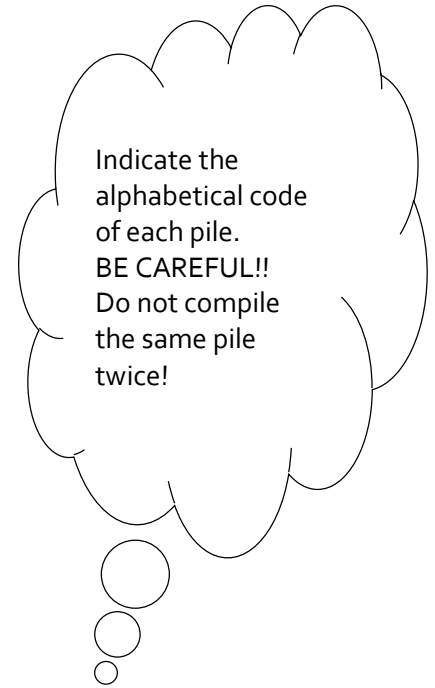 Indicate the
alphabetical code
of each pile.
BE CAREFUL!!
Do not compile
the same pile
twice!